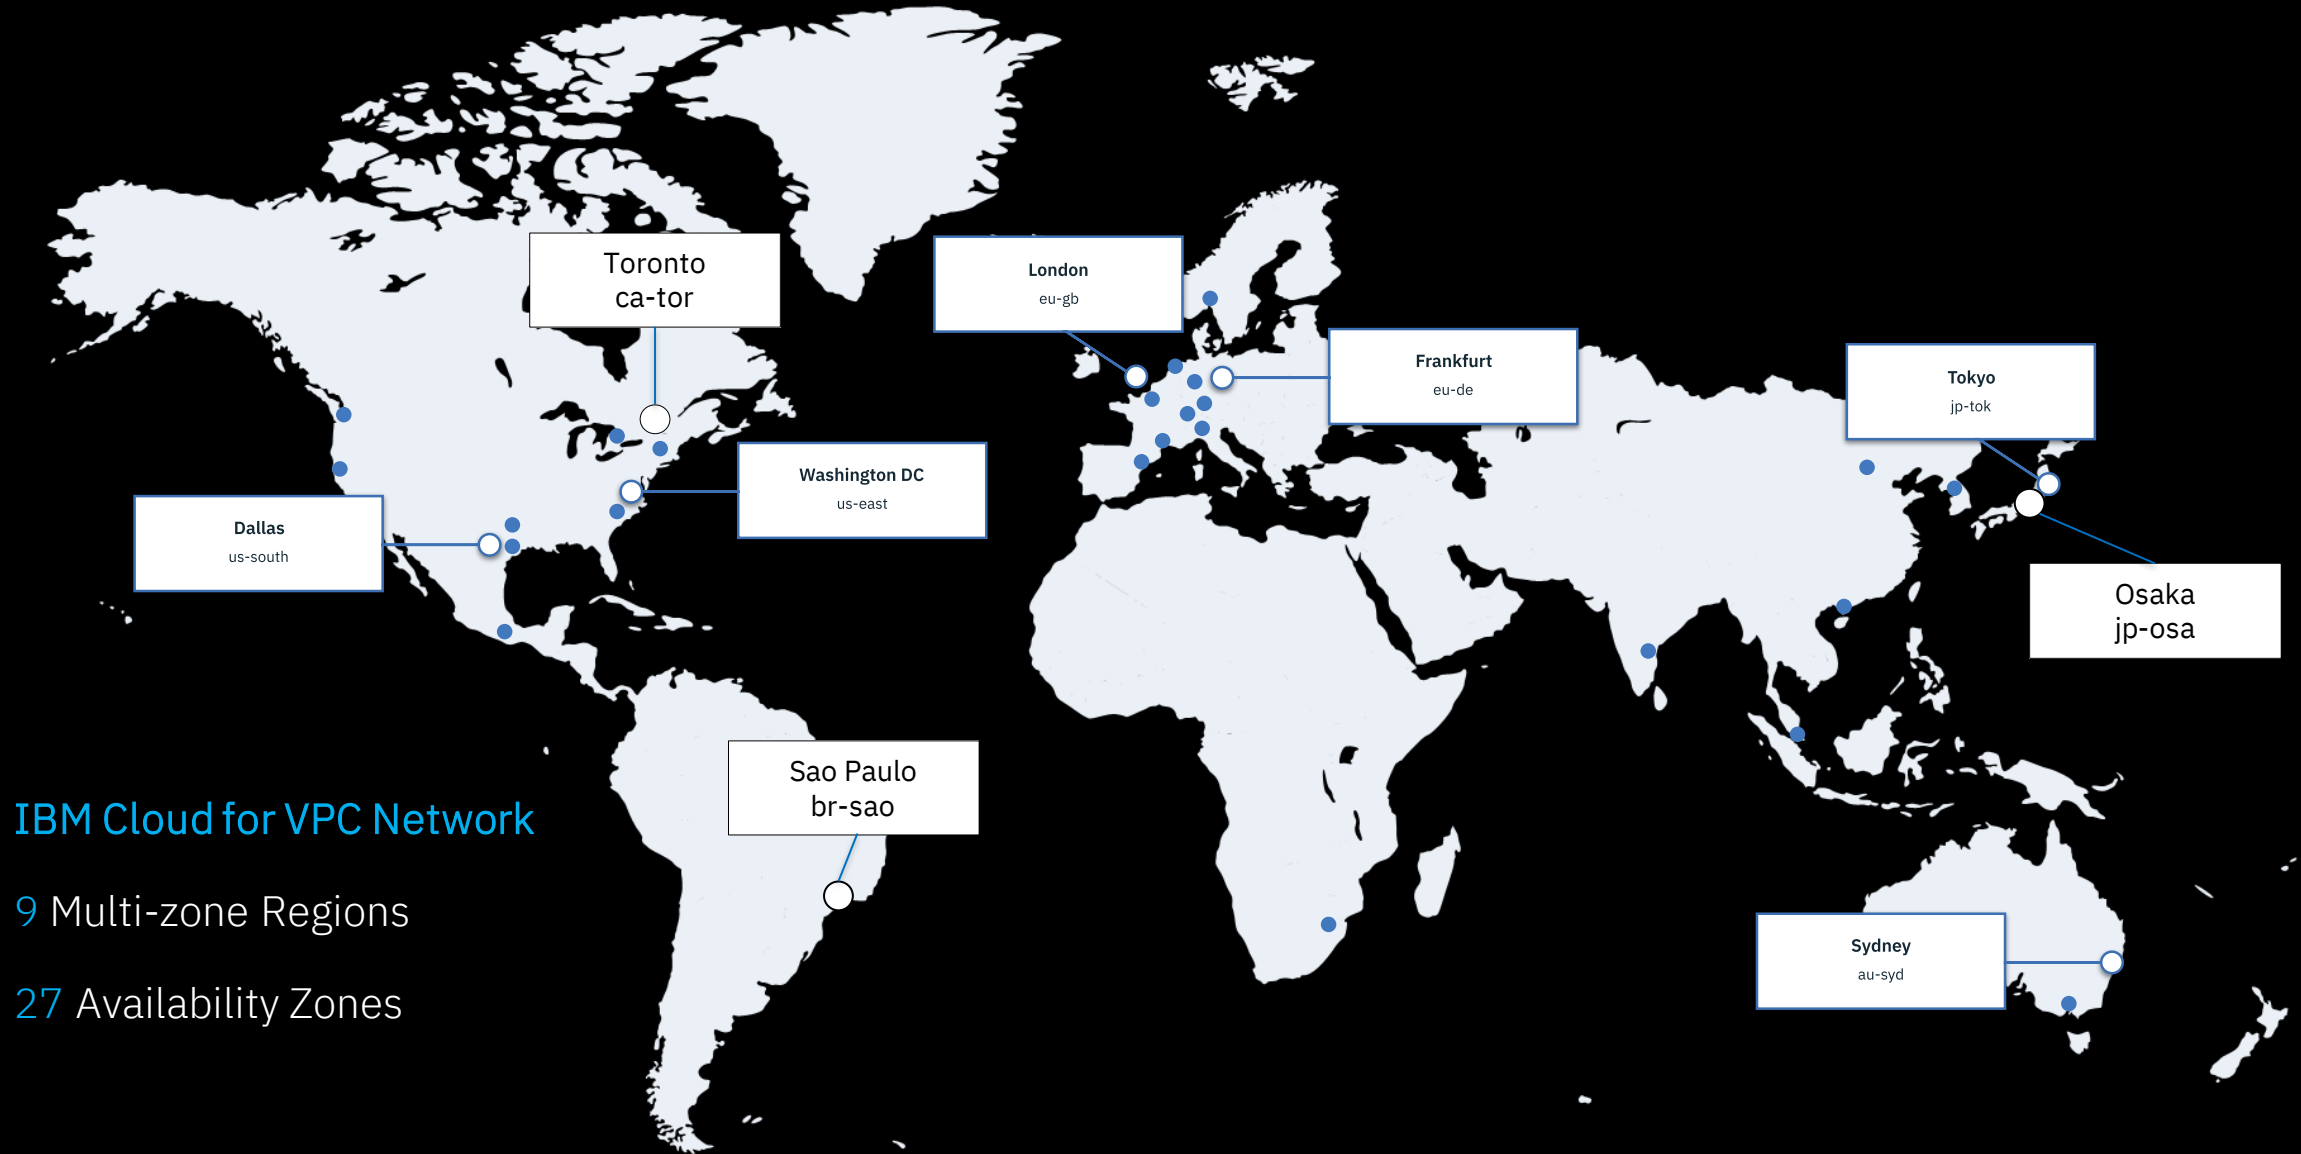 Toronto
ca-tor
London
eu-gb
Frankfurt
eu-de
Tokyo
jp-tok
Washington DC
us-east
Dallas
us-south
Osaka
jp-osa
Sao Paulo
br-sao
IBM Cloud for VPC Network
9 Multi-zone Regions
27 Availability Zones
Sydney
au-syd